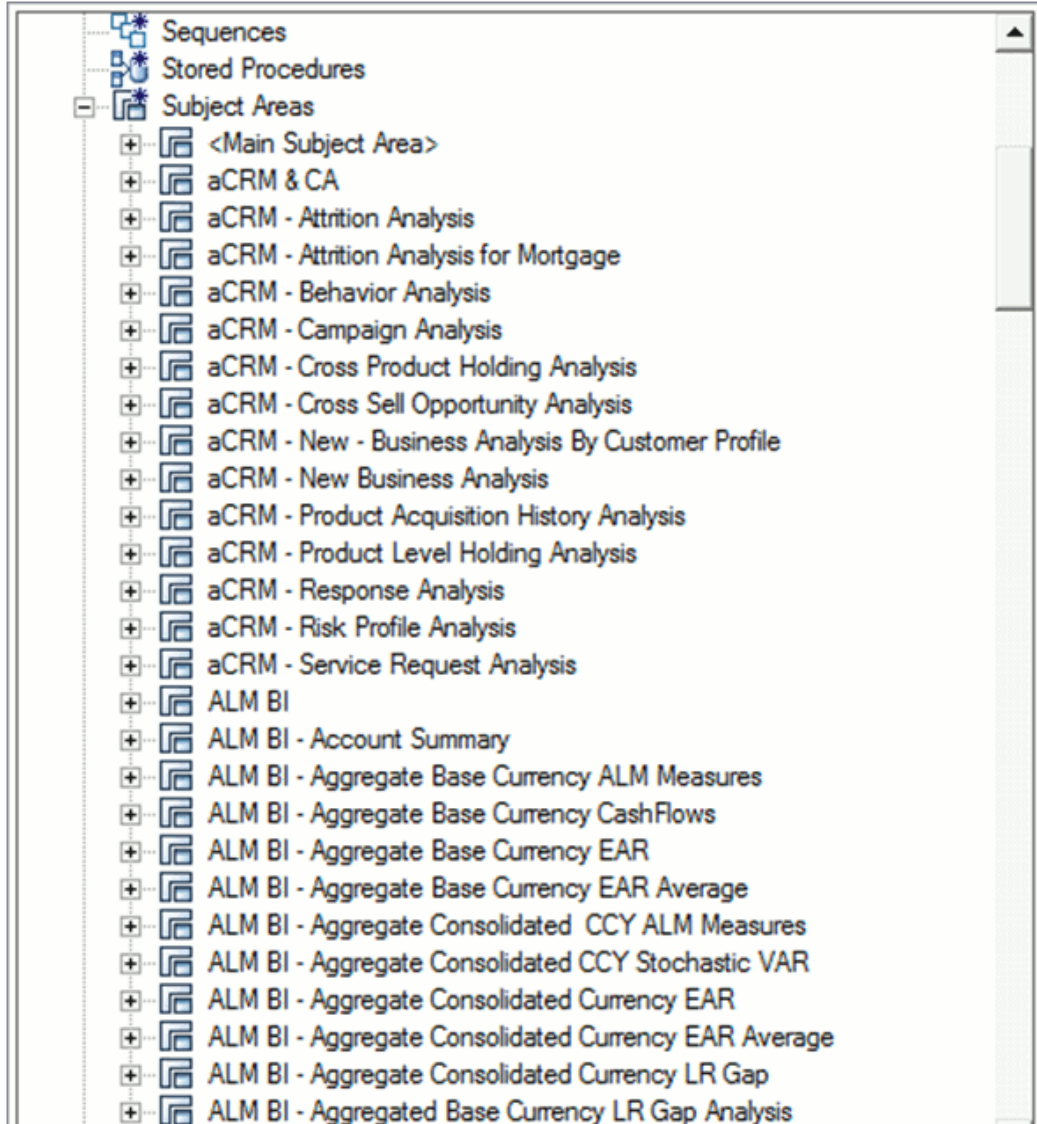 Sequences
Stored Procedures
Subject Areas
<Main Subject Area>
aCRM & CA
aCRM - Attrition Analysis
aCRM - Attrition Analysis for Mortgage
aCRM - Behavior Analysis
aCRM - Campaign Analysis
aCRM - Cross Product Holding Analysis
aCRM - Cross Sell Opportunity Analysis
aCRM - New - Business Analysis By Customer Profile
aCRM - New Business Analysis
aCRM - Product Acquisition History Analysis
aCRM - Product Level Holding Analysis
aCRM - Response Analysis
aCRM - Risk Profile Analysis
aCRM - Service Request Analysis
ALM BI
ALM BI - Account Summary
ALM BI - Aggregate Base Currency ALM Measures
ALM BI - Aggregate Base Currency CashFlows
ALM BI - Aggregate Base Currency EAR
ALM BI - Aggregate Base Currency EAR Average
ALM BI - Aggregate Consolidated  CCY ALM Measures
ALM BI - Aggregate Consolidated CCY Stochastic VAR
ALM BI - Aggregate Consolidated Currency EAR
ALM BI - Aggregate Consolidated Currency EAR Average
ALM BI - Aggregate Consolidated Currency LR Gap
ALM BI - Aggregated Base Currency LR Gap Analysis